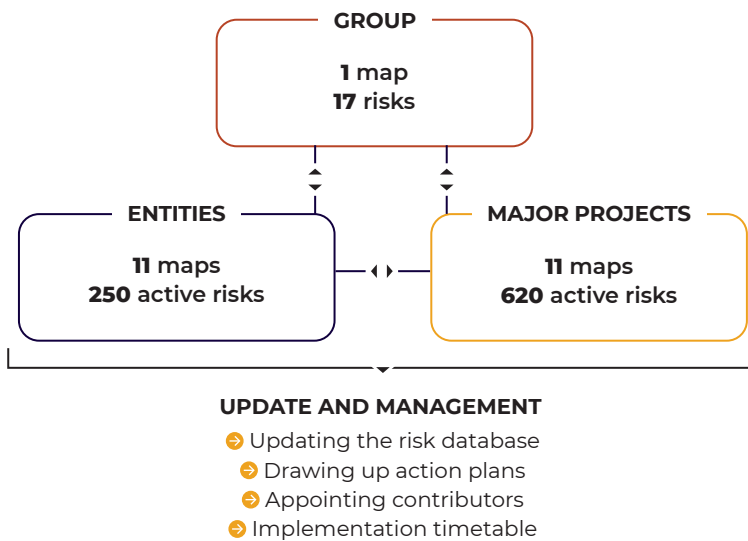 GROUP
1 map
17 risks
ENTITIES
11 maps
250 active risks
MAJOR PROJECTS
11 maps
620 active risks
UPDATE AND MANAGEMENT
Updating the risk database
Drawing up action plans
Appointing contributors
Implementation timetable